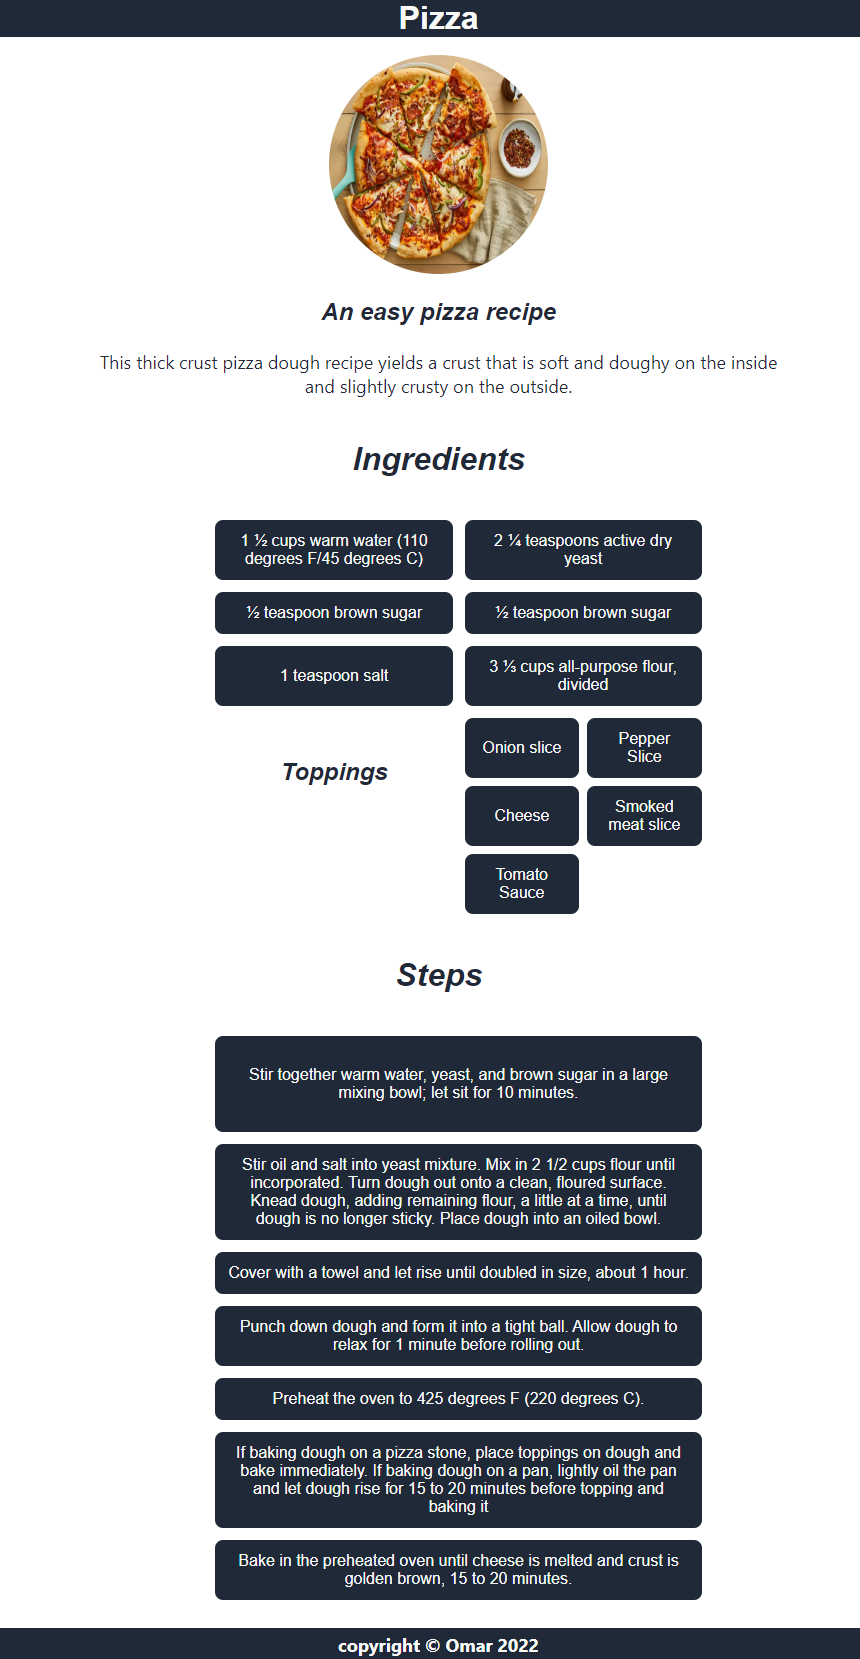 Pizza
An easy pizza recipe
This thick crust pizza dough recipe yields a crust that is soft and doughy on the inside
and slightly crusty on the outside.
Ingredients
1 ½ cups warm water (110
degrees F/45 degrees C)
2 ¼ teaspoons active dry
yeast
½ teaspoon brown sugar
½ teaspoon brown sugar
1 teaspoon salt
3 ⅓ cups all-purpose flour,
divided
Toppings
Onion slice
Pepper
Slice
Cheese
Smoked
meat slice
Tomato
Sauce
Steps
Stir together warm water, yeast, and brown sugar in a large
mixing bowl; let sit for 10 minutes.
Stir oil and salt into yeast mixture. Mix in 2 1/2 cups flour until
incorporated. Turn dough out onto a clean, floured surface.
Knead dough, adding remaining flour, a little at a time, until
dough is no longer sticky. Place dough into an oiled bowl.
Cover with a towel and let rise until doubled in size, about 1 hour.
Punch down dough and form it into a tight ball. Allow dough to
relax for 1 minute before rolling out.
Preheat the oven to 425 degrees F (220 degrees C).
If baking dough on a pizza stone, place toppings on dough and
bake immediately. If baking dough on a pan, lightly oil the pan
and let dough rise for 15 to 20 minutes before topping and
baking it
Bake in the preheated oven until cheese is melted and crust is
golden brown, 15 to 20 minutes.
copyright © Omar 2022